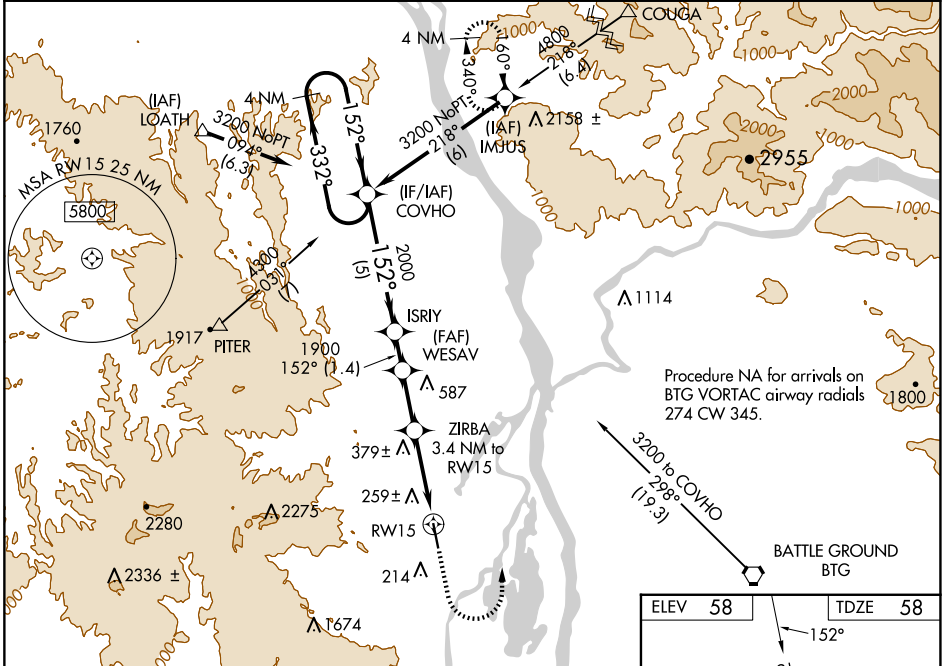 COUGA
1000
4 NM
160°
340°
4800
218°
(6.4)
1000
(IAF)
LOATH
3200 NoPT
094°
(6.3)
4 NM
152°
332°
3200 NoPT
218°
(6)
(IAF)
IMJUS
2158 ±
2000
2000
1000
2955
1760
MSA RW15 25 NM
5800
(IF/IAF)
COVHO
1000
1000
4300
031°
1000
2000
152°
(5)
1917
PITER
ISRIY
(FAF)
WESAV
1900
152° (1.4)
587
1114
Procedure NA for arrivals on
BTG VORTAC airway radials
274 CW 345.
1800
ZIRBA
3.4 NM to
RW15
379±
259±
RW15
214
3200 to COVHO
298°
(19.3)
2280
2275
2336 ±
1674
BATTLE GROUND
BTG
ELEV 58
TDZE 58
152°